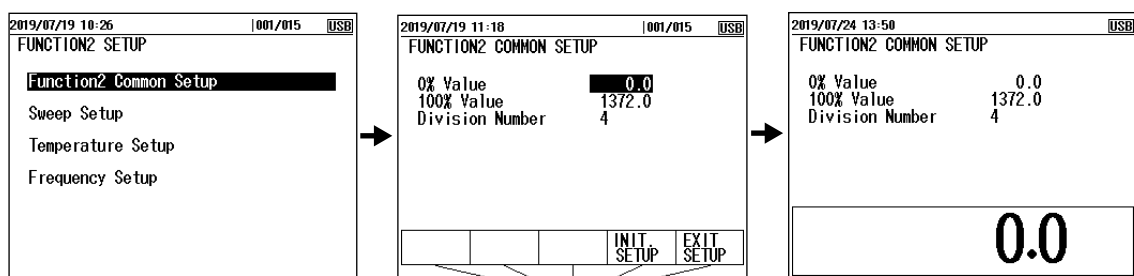 2019/07/19 10:26 001/015 USB
FUNCTION2 SETUP
Function2 Common Setup
Sweep Setup
Temperature Setup
Frequency Setup
2019/07/19 11:18 001/015 USB
FUNCTION2 COMMON SETUP
0% Value 0.0
100% Value 1372.0
Division Number 4
INIT. SETUP EXIT SETUP
2019/07/24 13:50 USB
FUNCTION2 COMMON SETUP
0% Value 0.0
100% Value 1372.0
Division Number 4
0.0